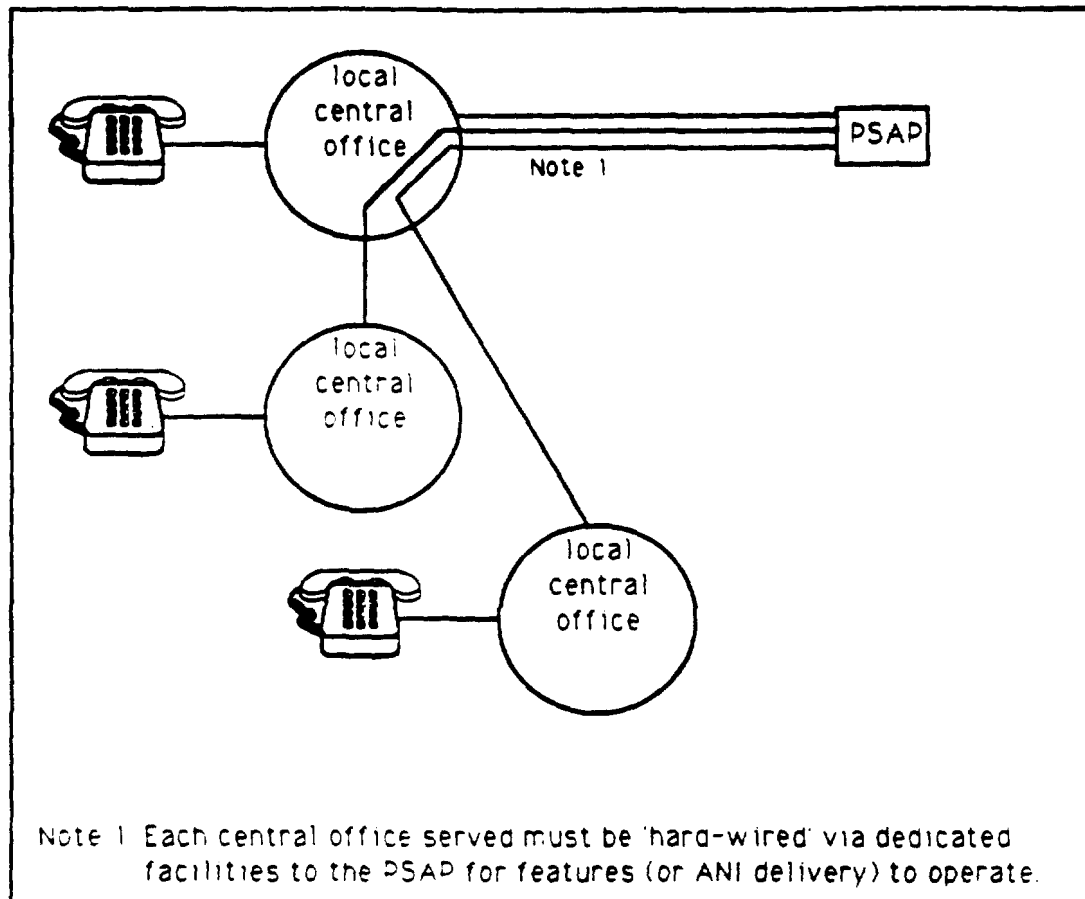 local
central
office
PSAP
Note 1
local
central
office
local
central
office
Note 1 Each central office served must be 'hard-wired' via dedicated
facilities to the PSAP for features (or ANI delivery) to operate.